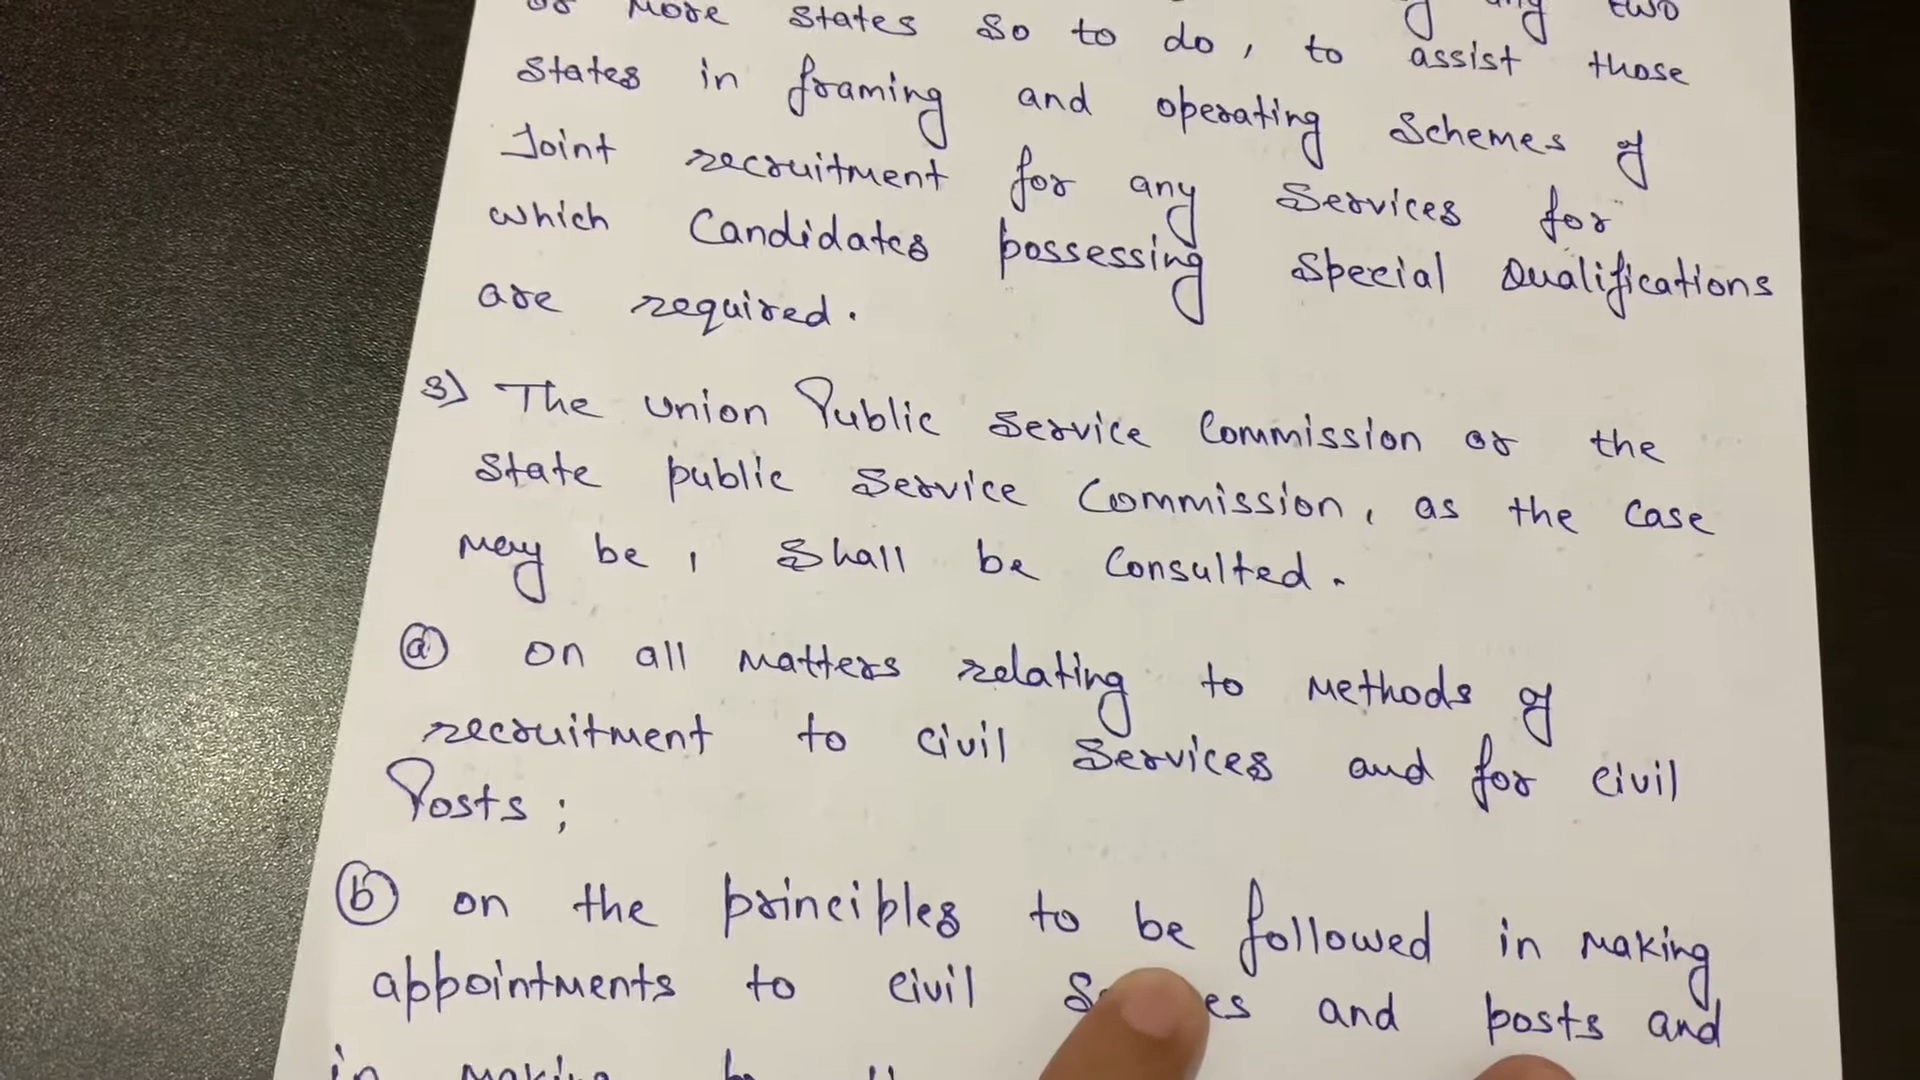 or more states so to do, to assist those two
states in framing and operating Schemes of
Joint recruitment for any Services for
which Candidates possessing special Qualifications
are required.
3) The union Public Service Commission or the
state public Service Commission, as the case
may be, Shall be Consulted.
(a) on all matters relating to methods of
recruitment to civil Services and for civil
Posts;
(b) on the principles to be followed in making
appointments to civil and posts and
in making